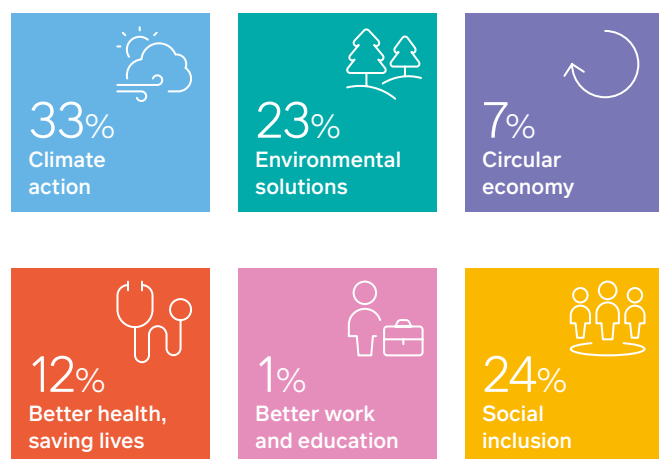 33%
Climate
action
23%
Environmental
solutions
7%
Circular
economy
12%
Better health,
saving lives
1%
Better work
and education
24%
Social
inclusion